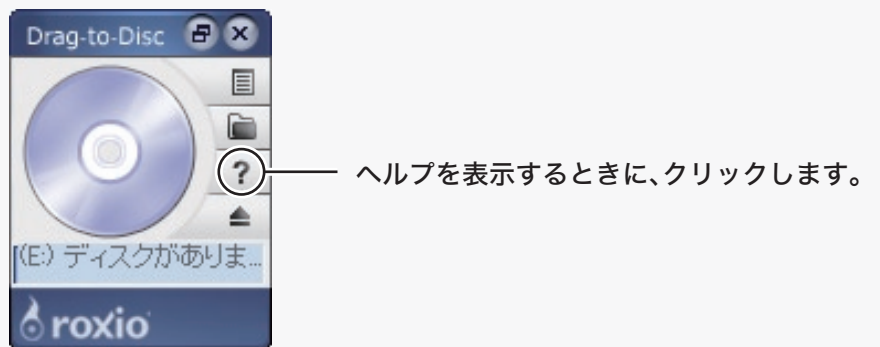 Drag-to-Disc
?
ヘルプを表示するときに、クリックします。
(E:) ディスクがありま...
roxio